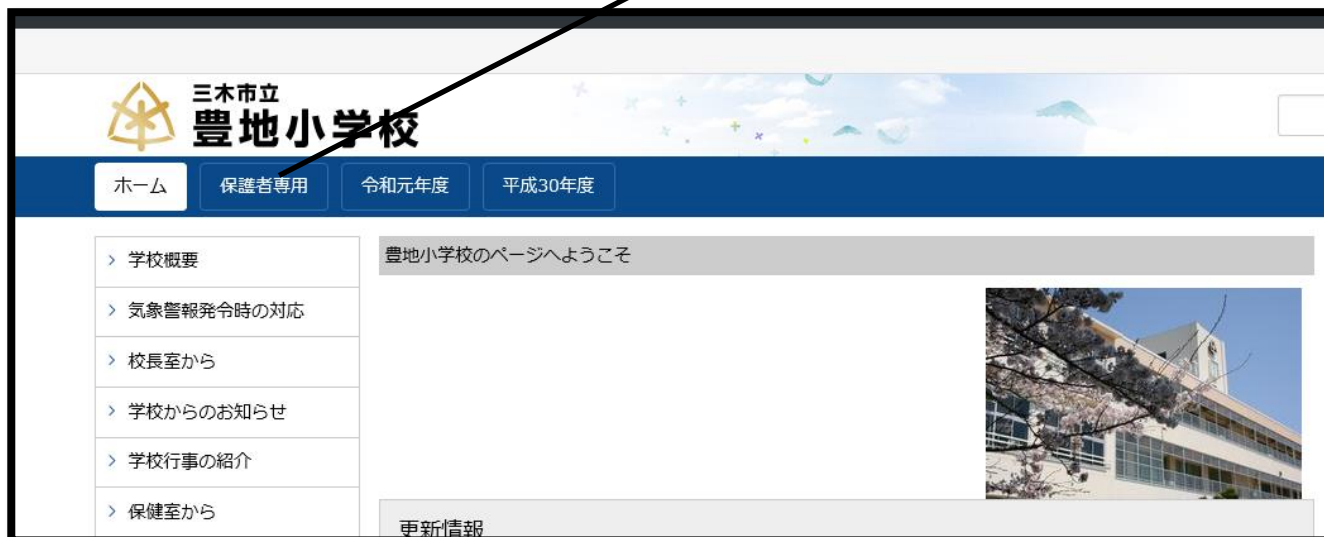 三木市立
豊地小学校
ホーム 保護者専用 令和元年度 平成30年度
> 学校概要
> 気象警報発令時の対応
> 校長室から
> 学校からのお知らせ
> 学校行事の紹介
> 保健室から
豊地小学校のページへようこそ
更新情報